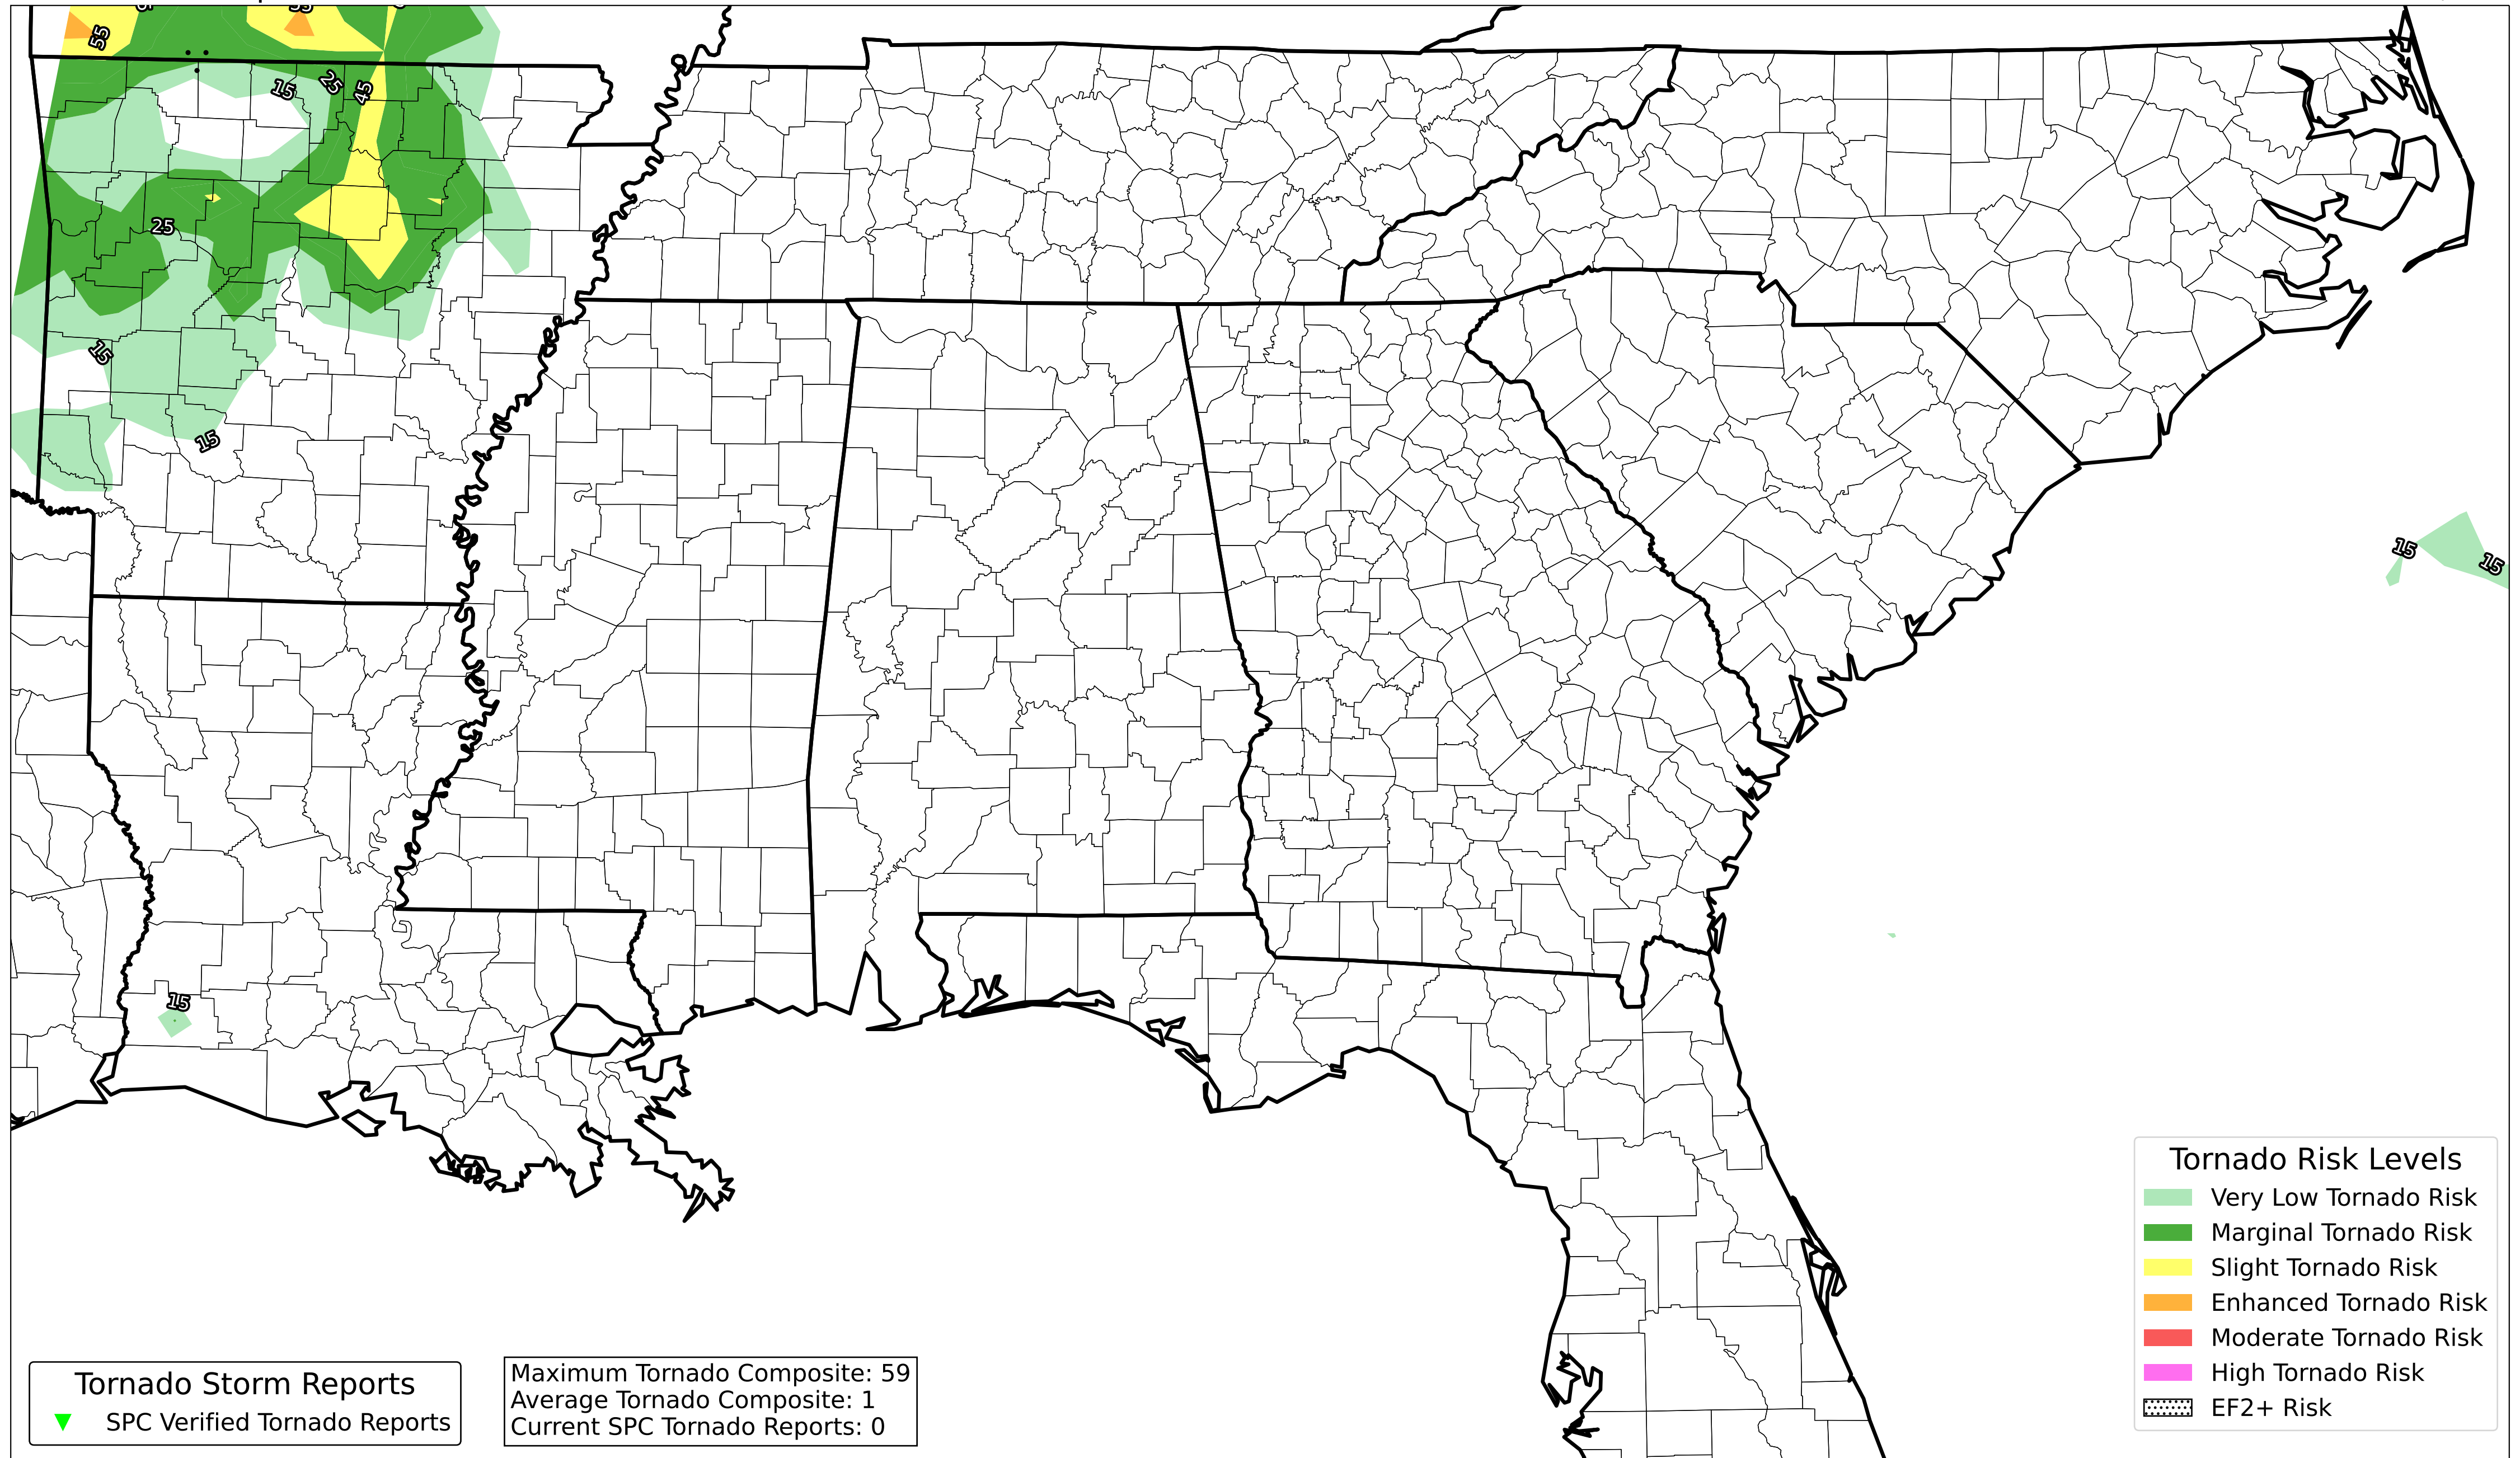 55
15
25
45
25
15
15
15
15
15
Tornado Risk Levels
Very Low Tornado Risk
Marginal Tornado Risk
Slight Tornado Risk
Enhanced Tornado Risk
Moderate Tornado Risk
High Tornado Risk
EF2+ Risk
Tornado Storm Reports
SPC Verified Tornado Reports
Maximum Tornado Composite: 59
Average Tornado Composite: 1
Current SPC Tornado Reports: 0